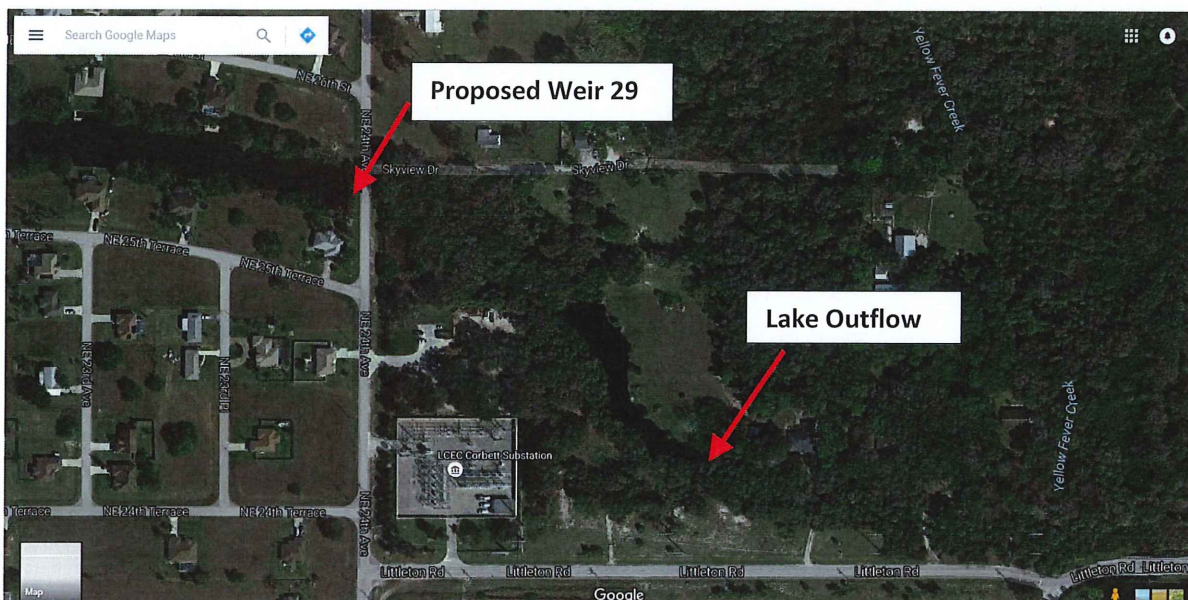 Search Google Maps
NE 26th St
Yellow Fever Creek
Proposed Weir 29
NE 24th Ave
Skyview Dr
Skyview Dr
Terrace
NE 25th Terrace
NE 25th Terrace
Lake Outflow
NE 24th Ave
NE 23rd Ave
NE 23rd Pl
Yellow Fever Creek
LCEC Corbett Substation
Terrace
NE 24th Terrace
NE 24th Terrace
NE 24th Ave
Littleton Rd
Littleton Rd
Littleton Rd
Littleton Rd
Littleton Rd
Littleton
Map
Google